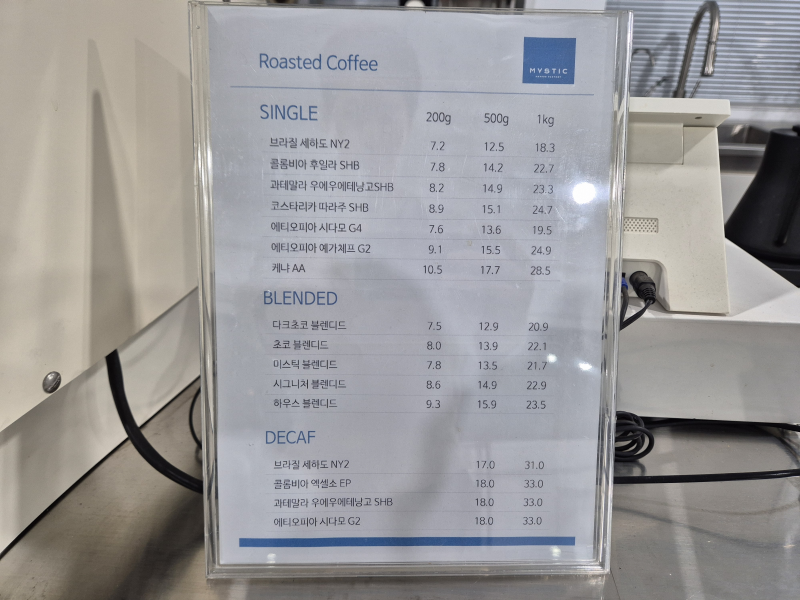 Roasted Coffee
MYSTIC
SINGLE 200g 500g 1kg
브라질 세하도 NY2 7.2 12.5 18.3
콜롬비아 후일라 SHB 7.8 14.2 22.7
과테말라 우에우에테낭고SHB 8.2 14.9 23.3
코스타리카 따라주 SHB 8.9 15.1 24.7
에티오피아 시다모 G4 7.6 13.6 19.5
에티오피아 예가체프 G2 9.1 15.5 24.9
케냐 AA 10.5 17.7 28.5
BLENDED
다크초코 블렌디드 7.5 12.9 20.9
초코 블렌디드 8.0 13.9 22.1
미스틱 블렌디드 7.8 13.5 21.7
시그니처 블렌디드 8.6 14.9 22.9
하우스 블렌디드 9.3 15.9 23.5
DECAF
브라질 세하도 NY2 17.0 31.0
콜롬비아 엑셀소 EP 18.0 33.0
과테말라 우에우에테낭고 SHB 18.0 33.0
에티오피아 시다모 G2 18.0 33.0